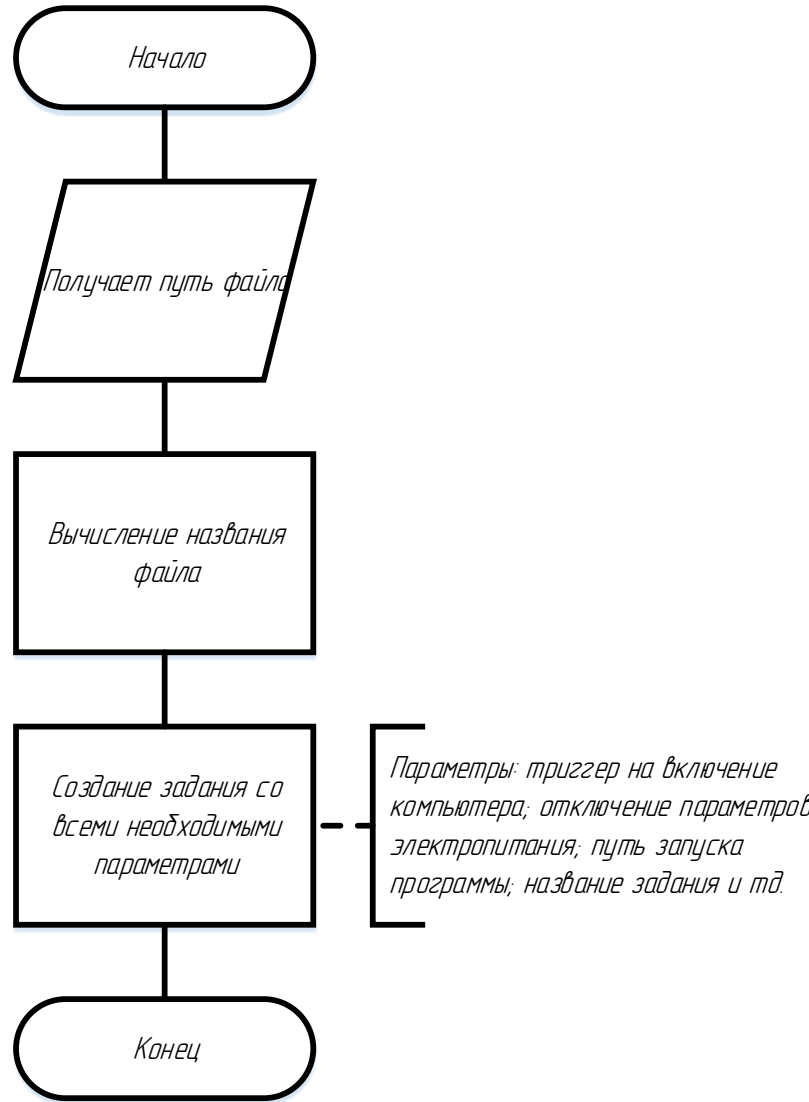 Начало
Получает путь файла
Вычисление названия
файла
Создание задания со
всеми необходимыми
параметрами
Параметры: триггер на включение
компьютера; отключение параметров
электропитания; путь запуска
программы; название задания и тд.
Конец